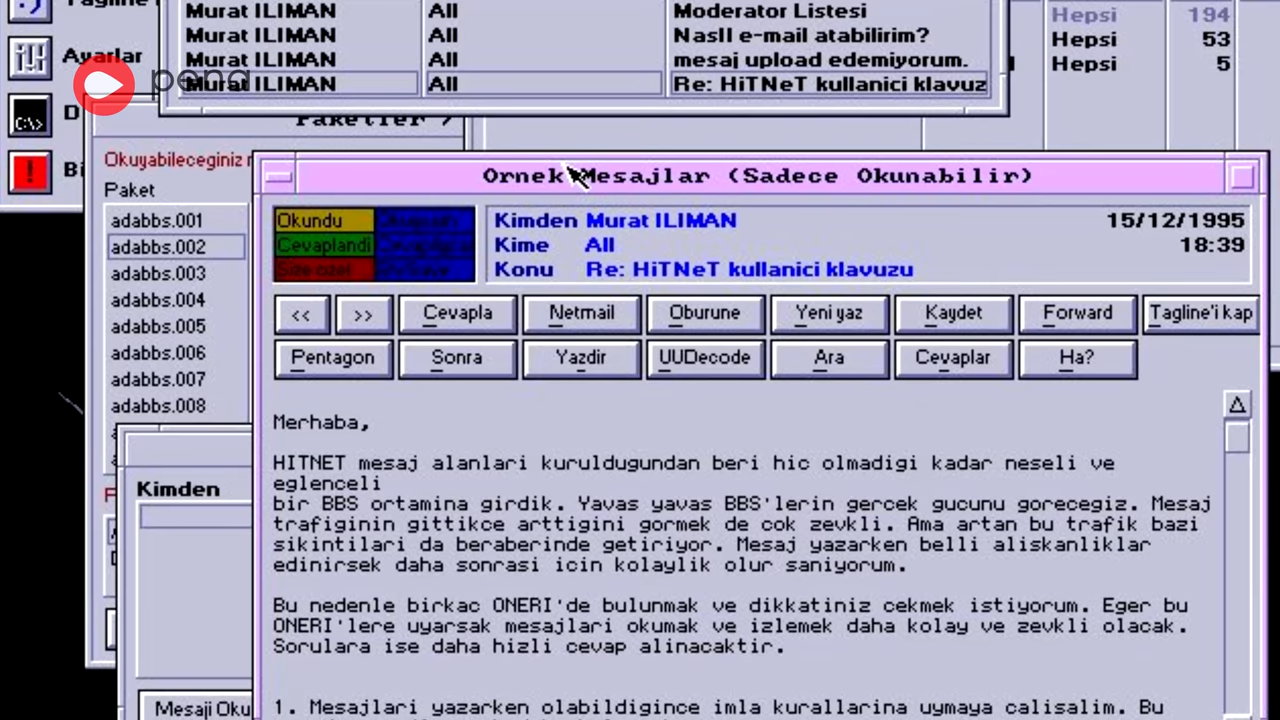 Murat ILIMAN All Moderator Listesi
Murat ILIMAN All Nasll e-mail atabilirim?
Murat ILIMAN All mesaj upload edemiyorum.
Murat ILIMAN All Re: HiTNeT kullanici klavuz
Hepsi 194
Hepsi 53
Hepsi 5
Ayarlar
pena
C:\>
D
!
Bi
Paketler
Okuyabileceginiz
Paket
adabbs.001
adabbs.002
adabbs.003
adabbs.004
adabbs.005
adabbs.006
adabbs.007
adabbs.008
Kimden
Mesaji Oku
Ornek Mesajlar (Sadece Okunabilir)
Okundu
Cevaplandi
Size ozel
Kimden Murat ILIMAN 15/12/1995
Kime All 18:39
Konu Re: HiTNeT kullanici klavuzu
<< >> Cevapla Netmail Oburune Yeni yaz Kaydet Forward Tagline'i kap
Pentagon Sonra Yazdir UUDecode Ara Cevaplar Ha?
Merhaba,
HITNET mesaj alanlari kuruldugundan beri hic olmadigi kadar neseli ve
eglenceli
bir BBS ortamina girdik. Yavas yavas BBS'lerin gercek gucunu gorecegiz. Mesaj
trafiginin gittikce arttigini gormek de cok zevkli. Ama artan bu trafik bazi
sikintilari da beraberinde getiriyor. Mesaj yazarken belli aliskanliklar
edinirsek daha sonrasi icin kolaylik olur saniyorum.
Bu nedenle birkac ONERI'de bulunmak ve dikkatiniz cekmek istiyorum. Eger bu
ONERI'lere uyarsak mesajlari okumak ve izlemek daha kolay ve zevkli olacak.
Sorulara ise daha hizli cevap alinacaktir.
1. Mesajlari yazarken olabildigince imla kurallarina uymaya calisalim. Bu